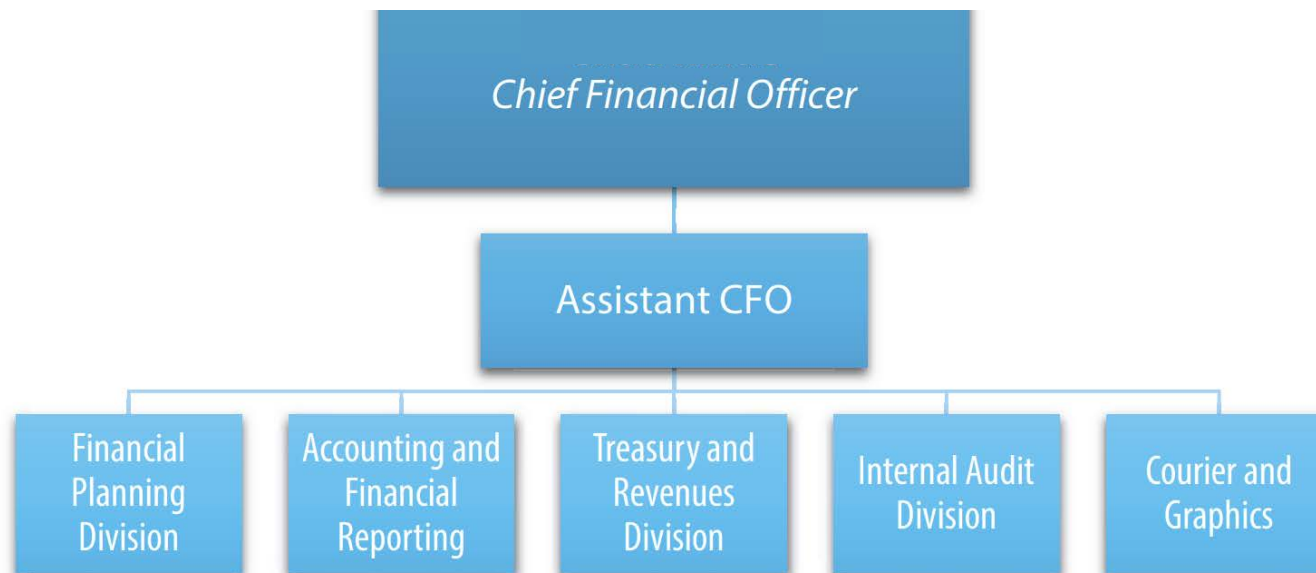 Chief Financial Officer
Assistant CFO
Financial
Planning
Division
Accounting and
Financial
Reporting
Treasury and
Revenues
Division
Internal Audit
Division
Courier and
Graphics